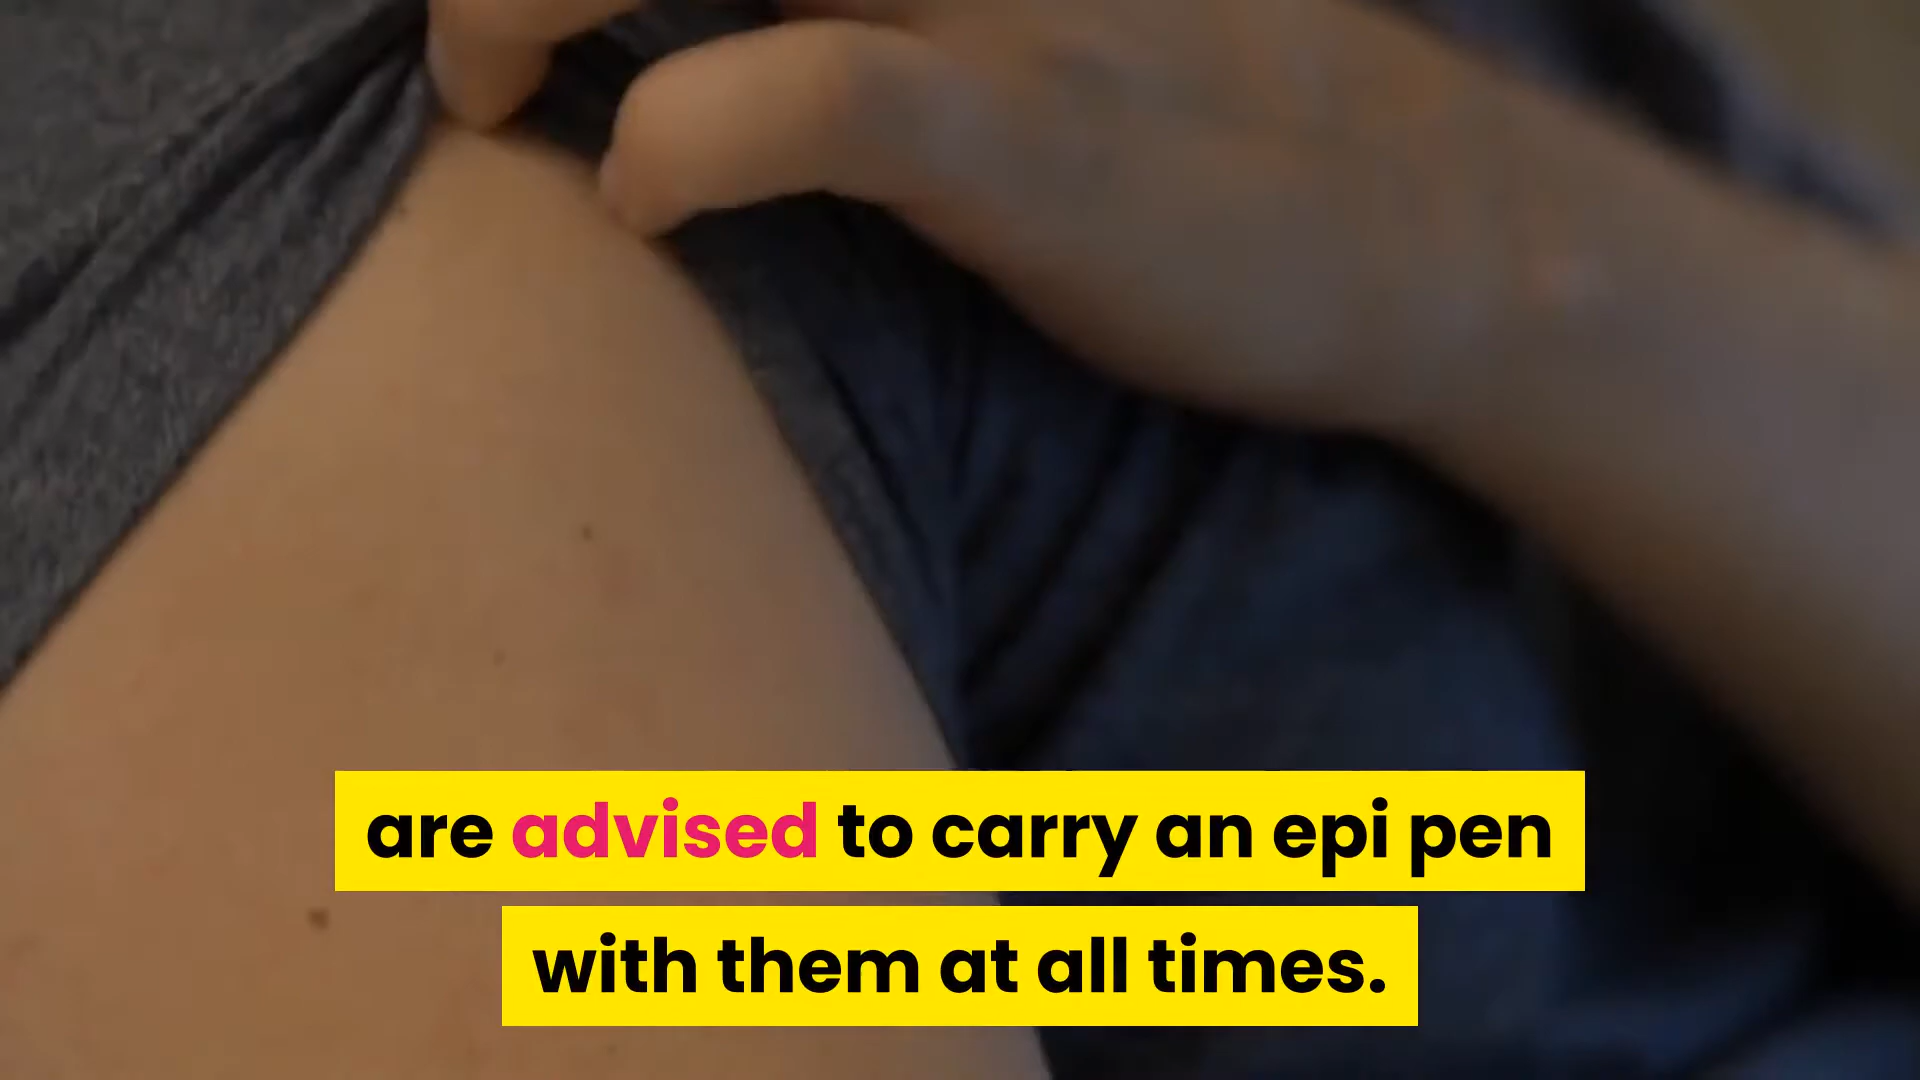 are advised to carry an epi pen
with them at all times.